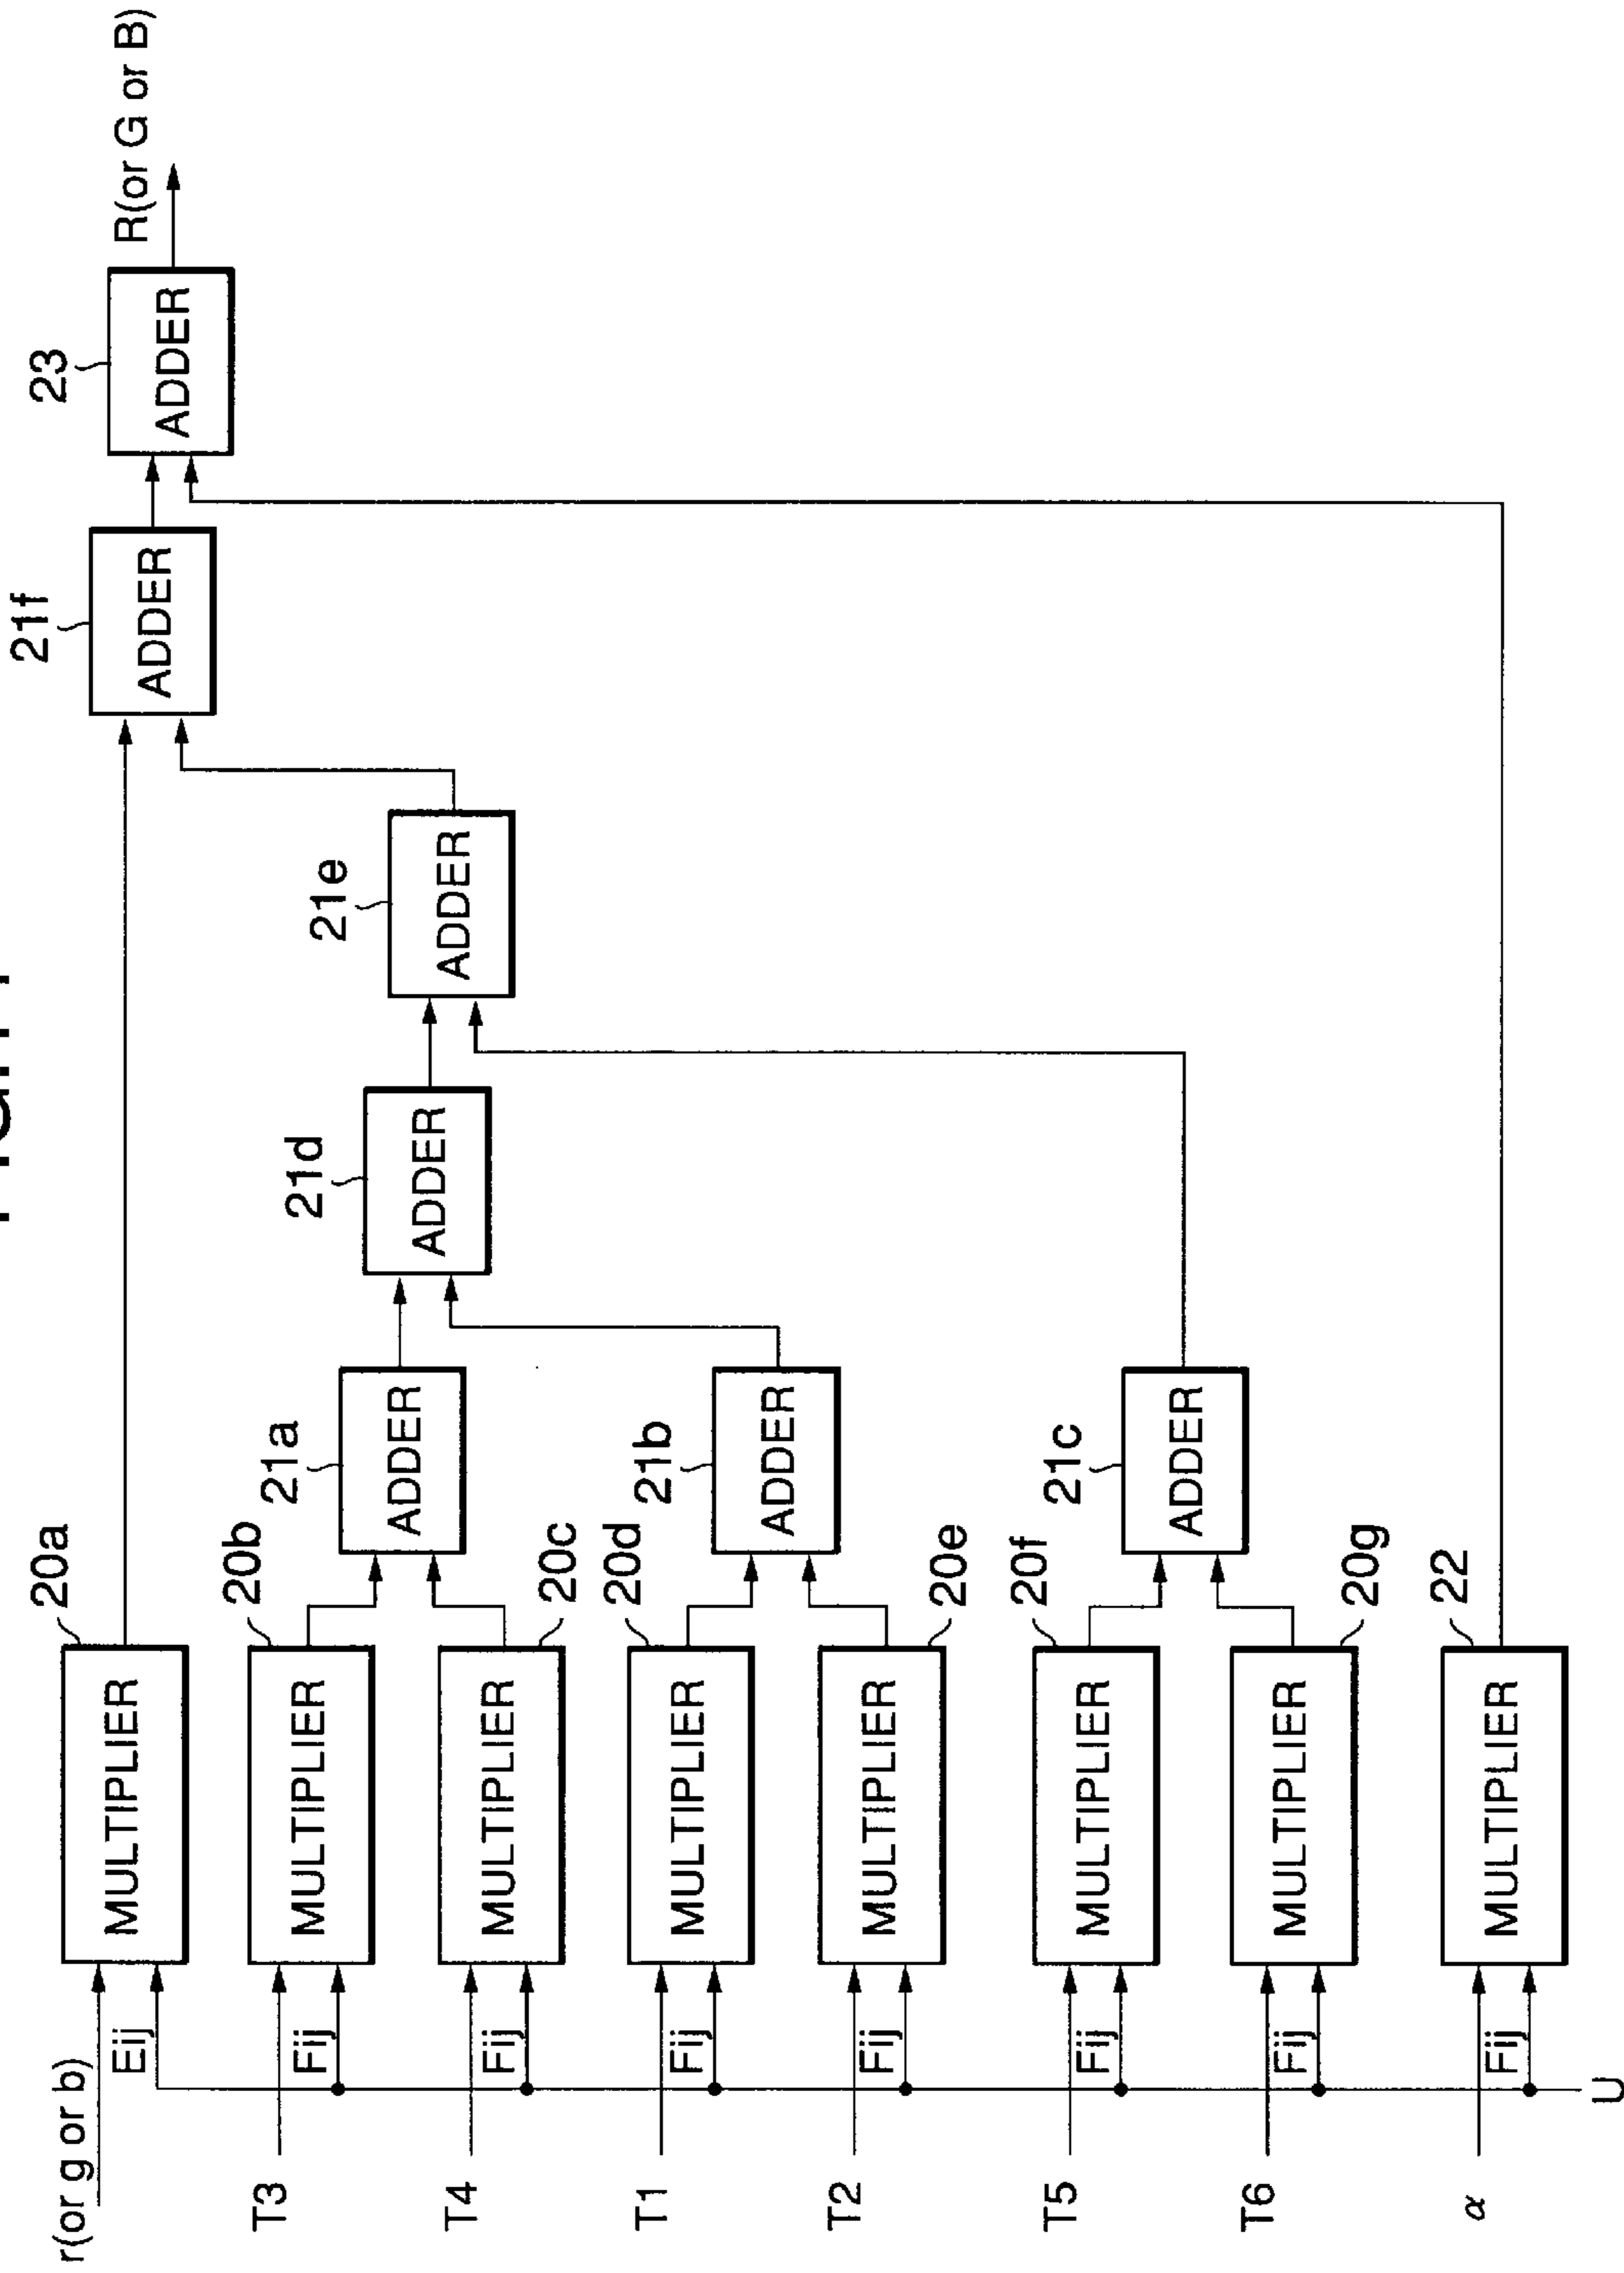 r(or g or b)
Eij
MULTIPLIER
20a
T3
Fij
MULTIPLIER
20b
T4
Fij
MULTIPLIER
20c
T1
Fij
MULTIPLIER
20d
T2
Fij
MULTIPLIER
20e
T5
Fij
MULTIPLIER
20f
T6
Fij
MULTIPLIER
20g
α
Fij
MULTIPLIER
22
U
ADDER
21a
ADDER
21b
ADDER
21c
ADDER
21d
ADDER
21e
ADDER
21f
ADDER
23
R(or G or B)